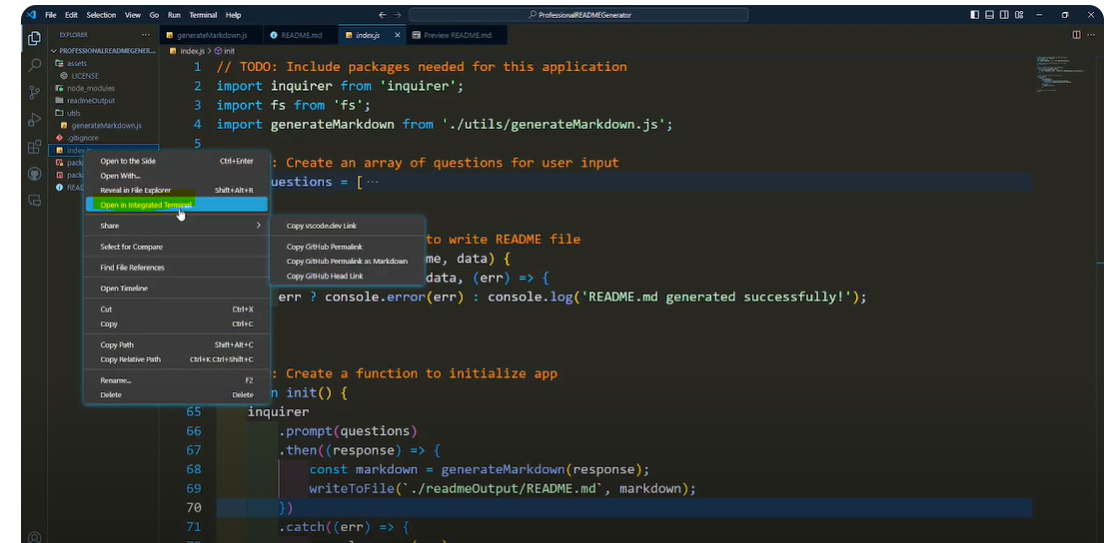 File Edit Selection View Go Run Terminal Help
ProfessionalREADMEGenerator
EXPLORER ...
generateMarkdown.js
README.md
index.js
Preview README.md
PROFESSIONALREADMEGENER...
assets
LICENSE
node_modules
readmeOutput
utils
generateMarkdown.js
.gitignore
index.js
pack
pack
REA
index.js > init
1 // TODO: Include packages needed for this application
2 import inquirer from 'inquirer';
3 import fs from 'fs';
4 import generateMarkdown from './utils/generateMarkdown.js';
5
: Create an array of questions for user input
uestions = [ ...
to write README file
me, data) {
data, (err) => {
err ? console.error(err) : console.log('README.md generated successfully!');
: Create a function to initialize app
n init() {
65 inquirer
66 .prompt(questions)
67 .then((response) => {
68 const markdown = generateMarkdown(response);
69 writeToFile(`./readmeOutput/README.md`, markdown);
70 })
71 .catch((err) => {
Open to the Side Ctrl+Enter
Open With...
Reveal in File Explorer Shift+Alt+R
Open in Integrated Terminal
Share
Select for Compare
Find File References
Open Timeline
Cut Ctrl+X
Copy Ctrl+C
Copy Path Shift+Alt+C
Copy Relative Path Ctrl+K Ctrl+Shift+C
Rename... F2
Delete Delete
Copy vscode.dev Link
Copy GitHub Permalink
Copy GitHub Permalink as Markdown
Copy GitHub Head Link